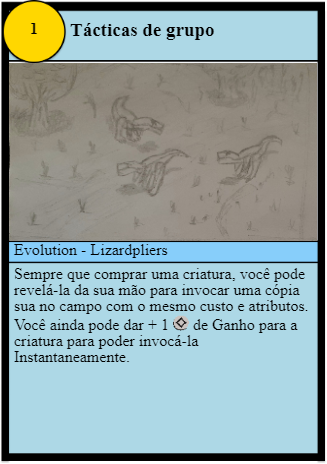 1
Tácticas de grupo
Evolution - Lizardpliers
Sempre que comprar uma criatura, você pode
revelá-la da sua mão para invocar uma cópia
sua no campo com o mesmo custo e atributos.
Você ainda pode dar + 1 de Ganho para a
criatura para poder invocá-la
Instantaneamente.